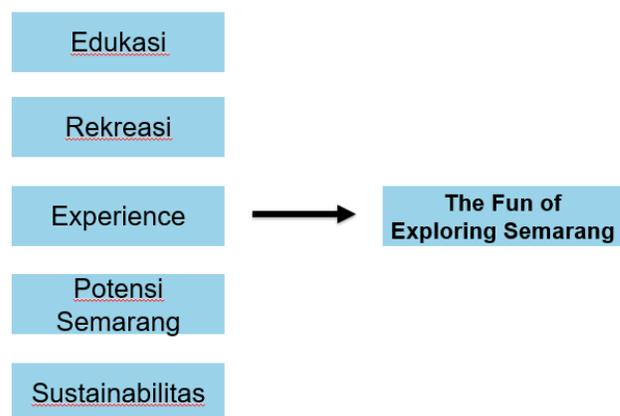 Edukasi
Rekreasi
Experience
Potensi
Semarang
Sustainabilitas
The Fun of
Exploring Semarang